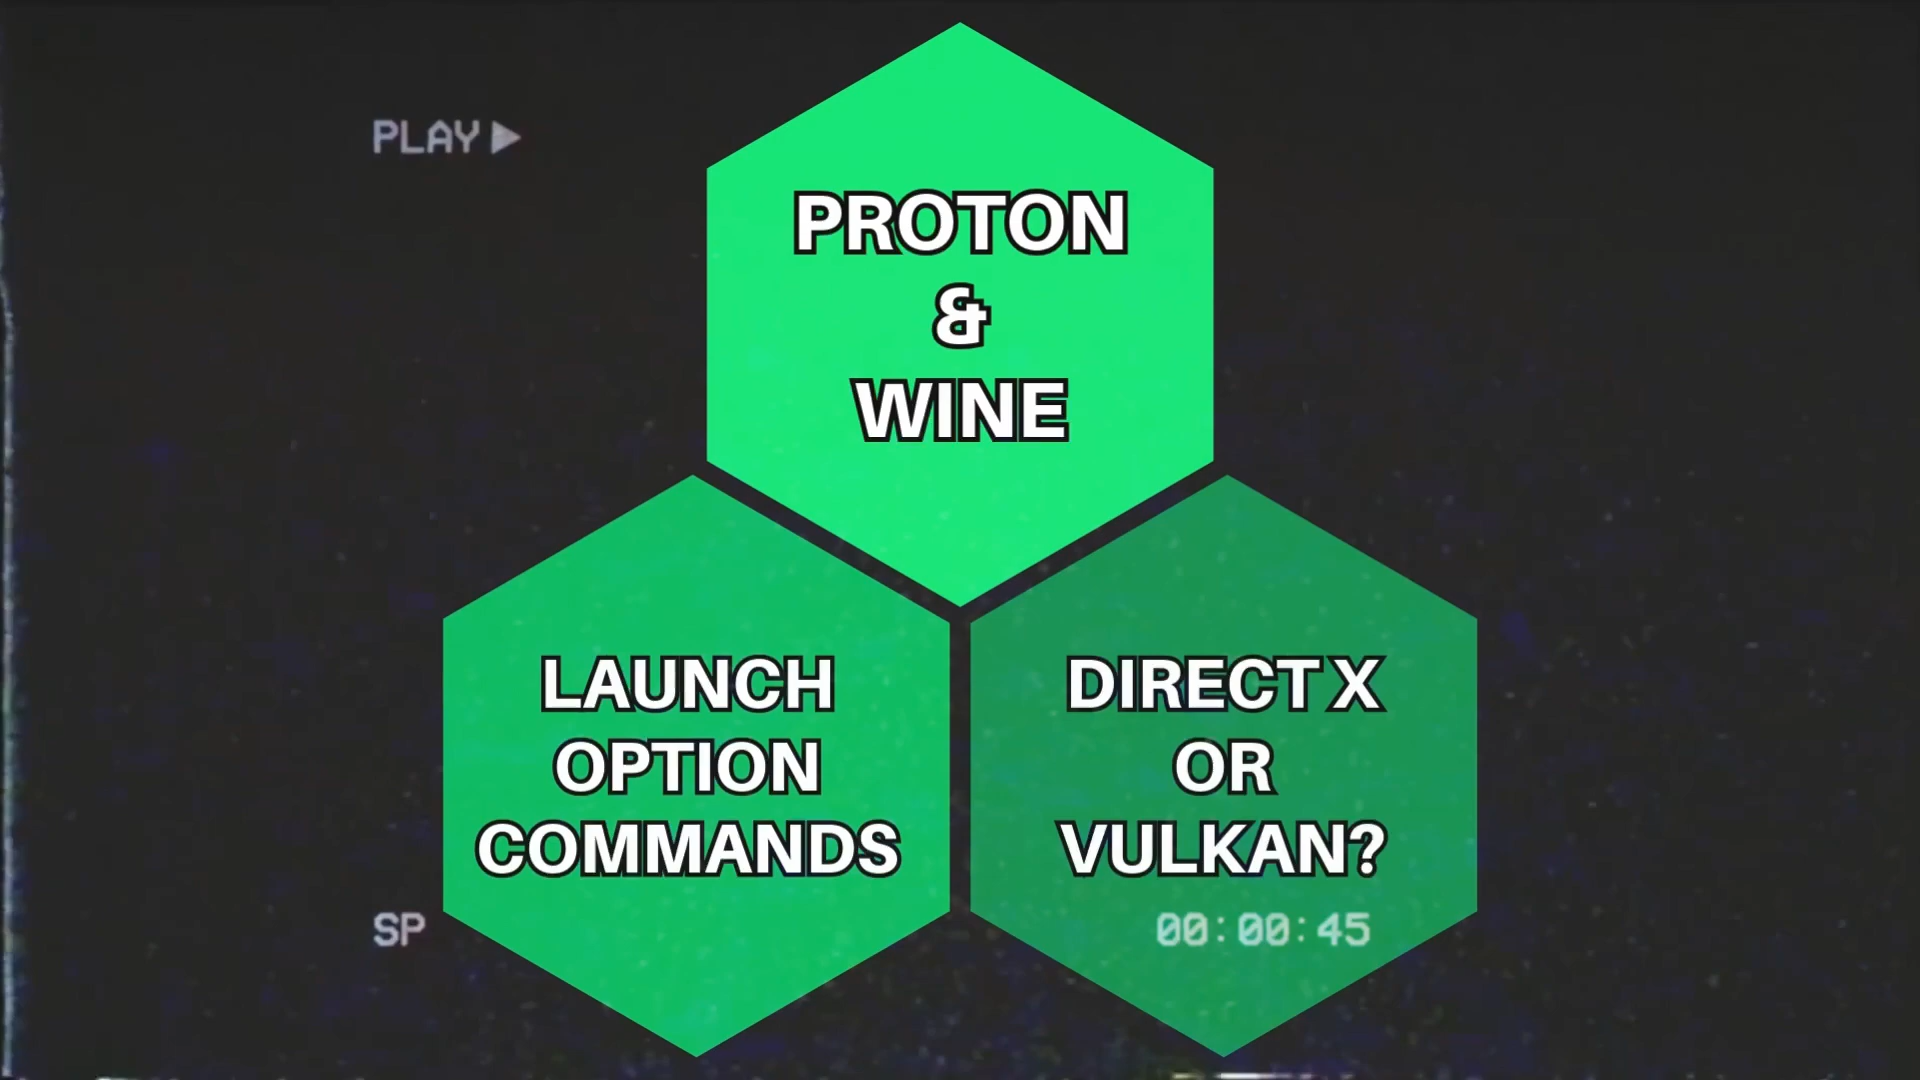 PLAY
PROTON
&
WINE
LAUNCH
OPTION
COMMANDS
DIRECT X
OR
VULKAN?
SP
00:00:45